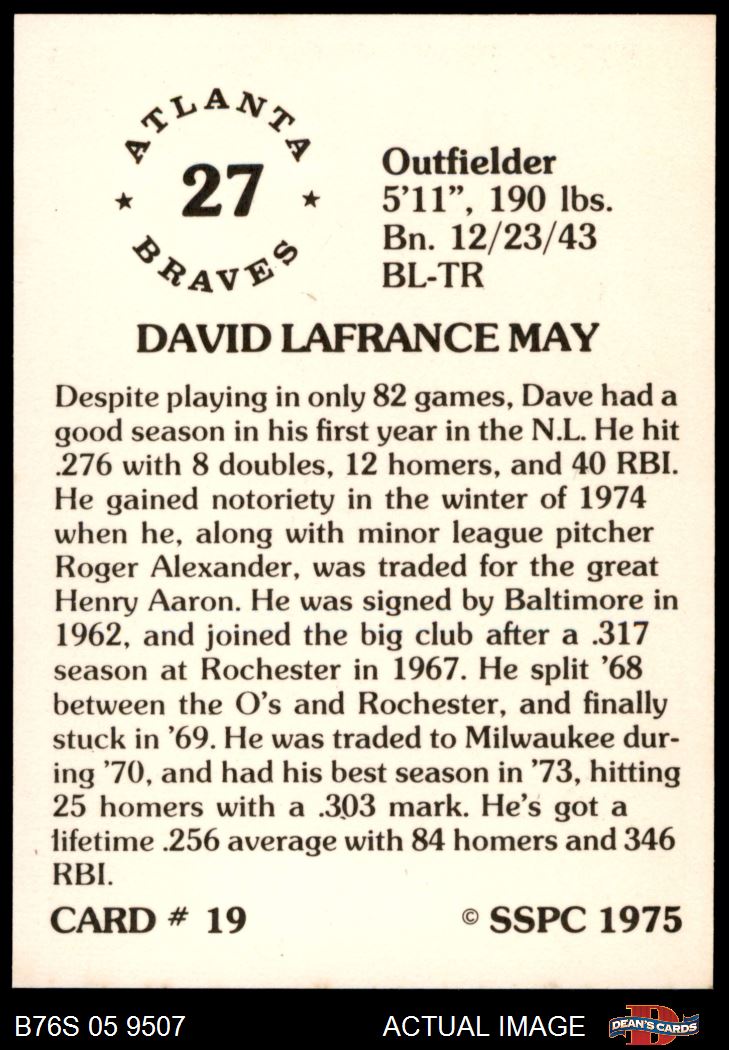 ATLANTA
27
BRAVES
Outfielder
5'11", 190 lbs.
Bn. 12/23/43
BL-TR
DAVID LAFRANCE MAY
Despite playing in only 82 games, Dave had a
good season in his first year in the N.L. He hit
.276 with 8 doubles, 12 homers, and 40 RBI.
He gained notoriety in the winter of 1974
when he, along with minor league pitcher
Roger Alexander, was traded for the great
Henry Aaron. He was signed by Baltimore in
1962, and joined the big club after a .317
season at Rochester in 1967. He split '68
between the O's and Rochester, and finally
stuck in '69. He was traded to Milwaukee dur-
ing '70, and had his best season in '73, hitting
25 homers with a .303 mark. He's got a
lifetime .256 average with 84 homers and 346
RBI.
CARD # 19 © SSPC 1975
B76S 05 9507 ACTUAL IMAGE D DEAN'S CARDS